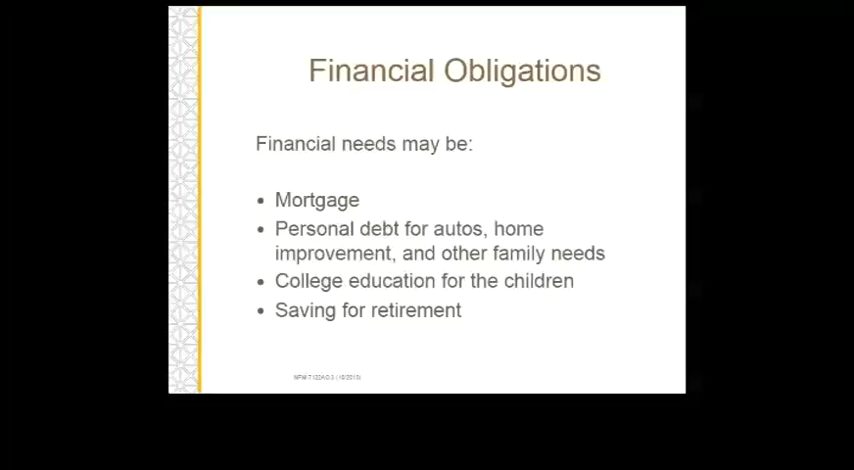 Financial Obligations
Financial needs may be:
• Mortgage
• Personal debt for autos, home
improvement, and other family needs
• College education for the children
• Saving for retirement